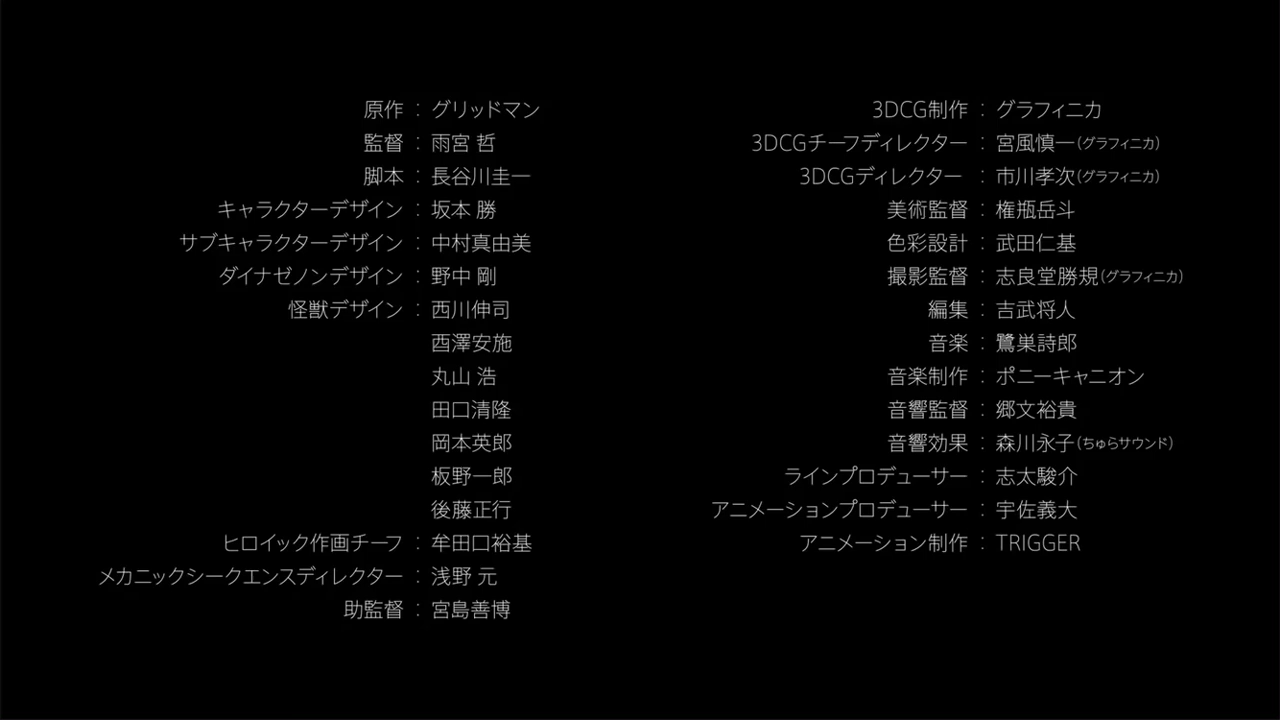 原作 : グリッドマン
監督 : 雨宮 哲
脚本 : 長谷川圭一
キャラクターデザイン : 坂本 勝
サブキャラクターデザイン : 中村真由美
ダイナゼノンデザイン : 野中 剛
怪獣デザイン : 西川伸司
酉澤安施
丸山 浩
田口清隆
岡本英郎
板野一郎
後藤正行
ヒロイック作画チーフ : 牟田口裕基
メカニックシークエンスディレクター : 浅野 元
助監督 : 宮島善博
3DCG制作 : グラフィニカ
3DCGチーフディレクター : 宮風慎一(グラフィニカ)
3DCGディレクター : 市川孝次(グラフィニカ)
美術監督 : 権瓶岳斗
色彩設計 : 武田仁基
撮影監督 : 志良堂勝規(グラフィニカ)
編集 : 吉武将人
音楽 : 鷺巣詩郎
音楽制作 : ポニーキャニオン
音響監督 : 郷文裕貴
音響効果 : 森川永子(ちゅらサウンド)
ラインプロデューサー : 志太駿介
アニメーションプロデューサー : 宇佐義大
アニメーション制作 : TRIGGER